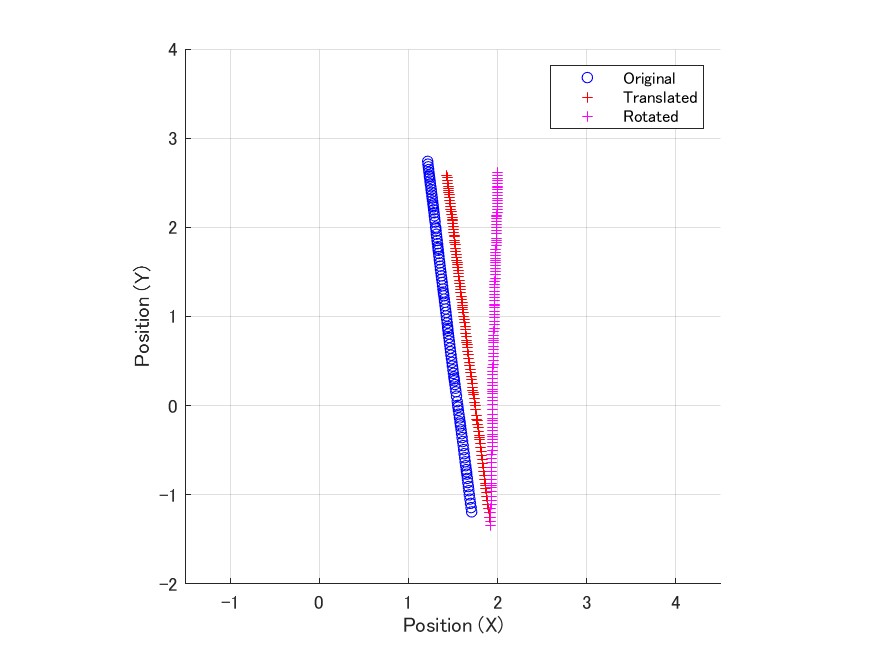 4
3
2
1
0
−1
−2
−1
0
1
2
3
4
Position (X)
Position (Y)
Original
Translated
Rotated